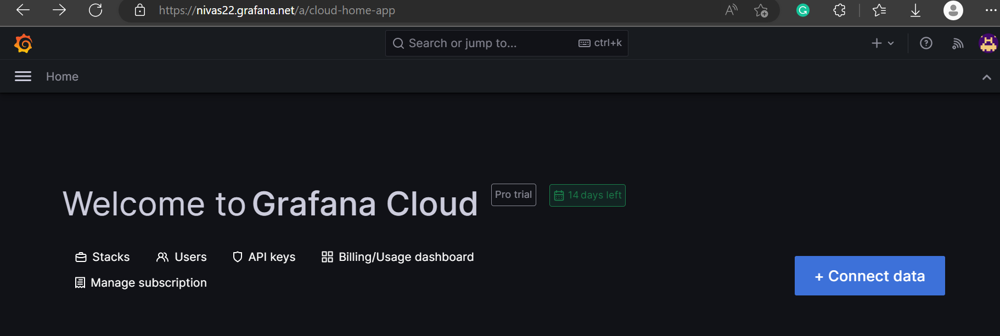 https://nivas22.grafana.net/a/cloud-home-app
Search or jump to... ctrl+k
Home
Welcome to Grafana Cloud Pro trial 14 days left
Stacks Users API keys Billing/Usage dashboard
Manage subscription
+ Connect data